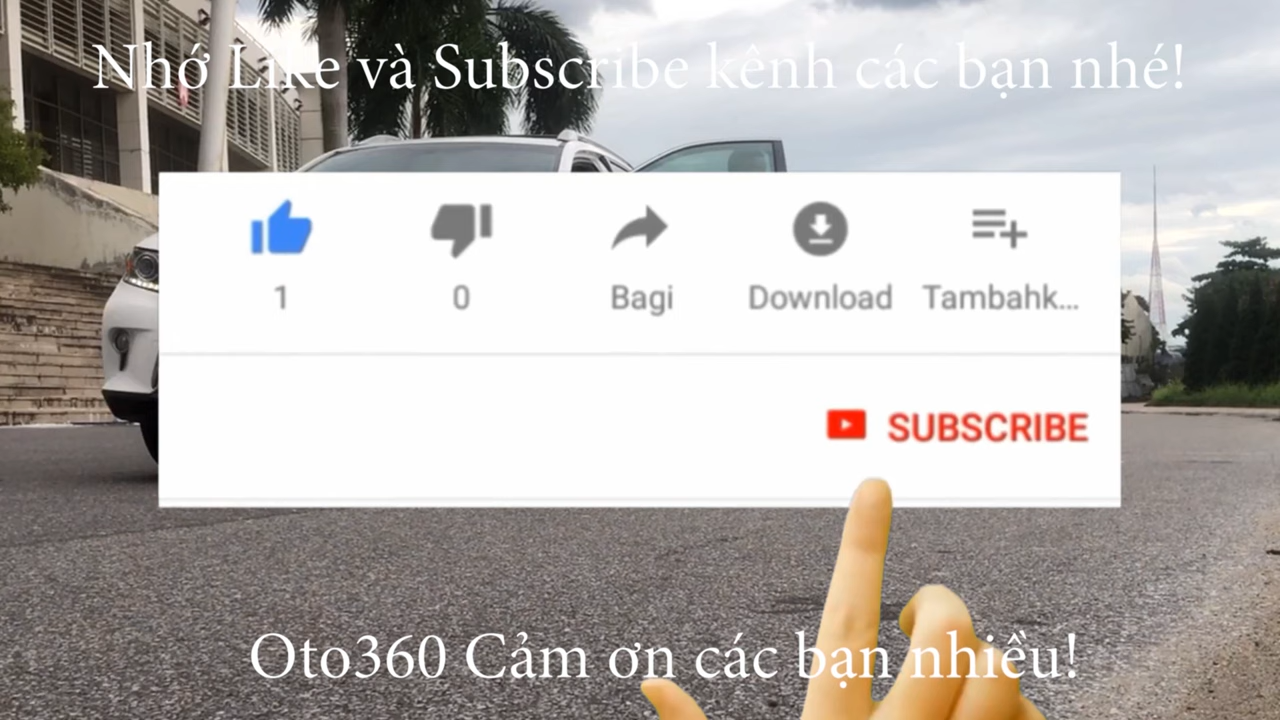 Nhớ Like và Subscribe kênh các bạn nhé!
1 0 Bagi Download Tambahk...
SUBSCRIBE
Oto360 Cảm ơn các bạn nhiều!